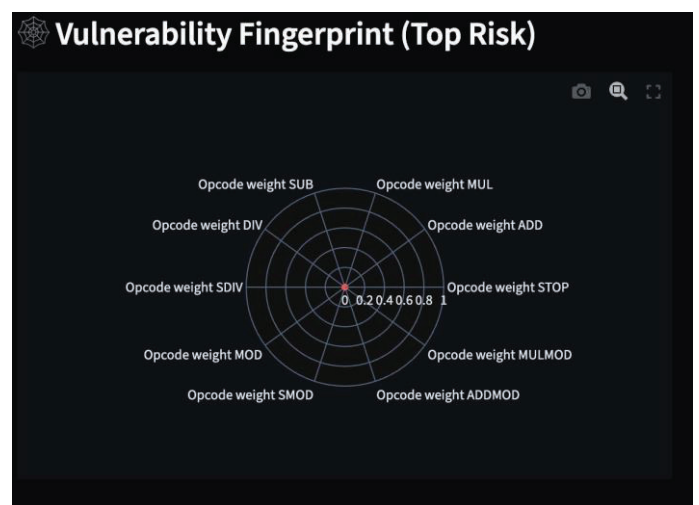 Vulnerability Fingerprint (Top Risk)
Opcode weight SUB
Opcode weight MUL
Opcode weight DIV
Opcode weight ADD
Opcode weight SDIV
Opcode weight STOP
0 0.2 0.4 0.6 0.8 1
Opcode weight MOD
Opcode weight MULMOD
Opcode weight SMOD
Opcode weight ADDMOD